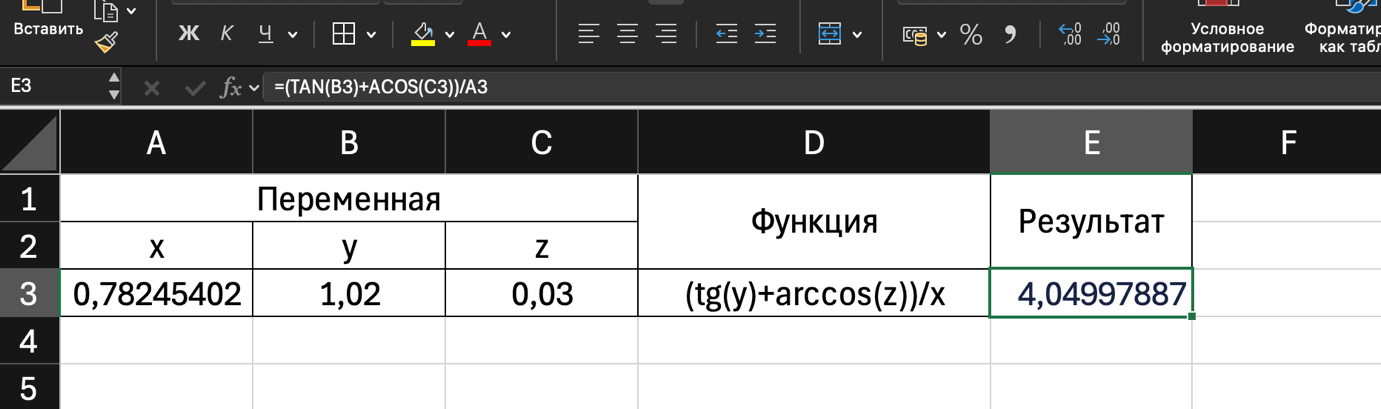 Вставить
Ж К Ч А % 
Условное
форматирование
Форматир
как табл
E3
fx =(TAN(B3)+ACOS(C3))/A3
A B C D E F
1 Переменная Функция Результат
2 x y z
3 0,78245402 1,02 0,03 (tg(y)+arccos(z))/x 4,04997887
4
5